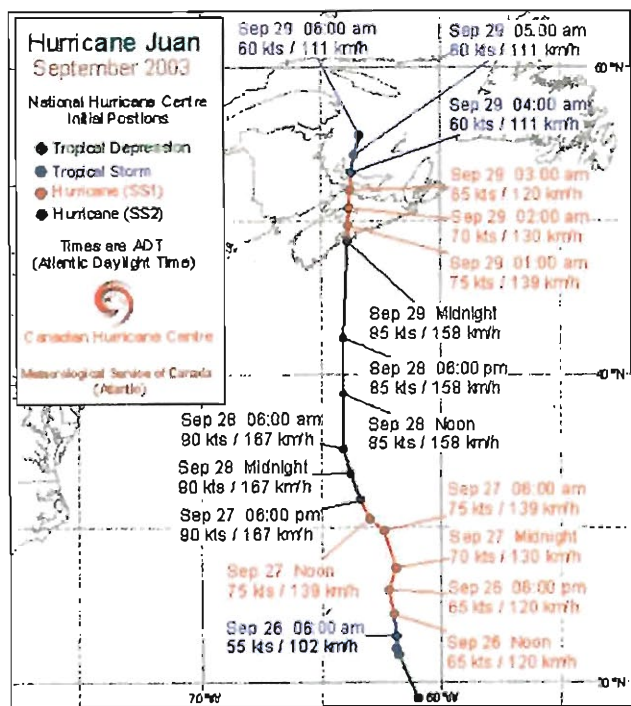 Hurricane Juan
September 2003
National Hurricane Centre
Initial Positions
Tropical Depression
Tropical Storm
Hurricane (SS1)
Hurricane (SS2)
Times are ADT
(Atlantic Daylight Time)
Canadian Hurricane Centre
Meteorological Service of Canada
(Atlantic)
Sep 29 06:00 am
60 kts / 111 km/h
Sep 29 05:00 am
60 kts / 111 km/h
Sep 29 04:00 am
60 kts / 111 km/h
Sep 29 03:00 am
65 kts / 120 km/h
Sep 29 02:00 am
70 kts / 130 km/h
Sep 29 01:00 am
75 kts / 139 km/h
Sep 29 Midnight
85 kts / 158 km/h
Sep 28 06:00 pm
85 kts / 158 km/h
Sep 28 Noon
85 kts / 158 km/h
Sep 28 06:00 am
90 kts / 167 km/h
Sep 28 Midnight
90 kts / 167 km/h
Sep 27 06:00 pm
90 kts / 167 km/h
Sep 27 Noon
75 kts / 139 km/h
Sep 27 06:00 am
75 kts / 139 km/h
Sep 27 Midnight
70 kts / 130 km/h
Sep 26 06:00 pm
65 kts / 120 km/h
Sep 26 Noon
65 kts / 120 km/h
Sep 26 06:00 am
55 kts / 102 km/h
40°N
70°W
60°W